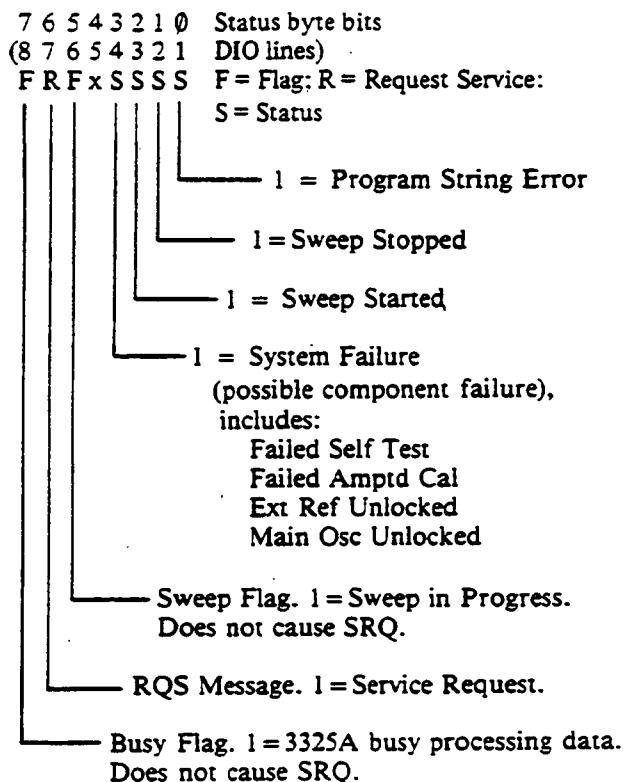 7 6 5 4 3 2 1 0 Status byte bits
(8 7 6 5 4 3 2 1 DIO lines)
F R F x S S S S F = Flag; R = Request Service:
S = Status
1 = Program String Error
1 = Sweep Stopped
1 = Sweep Started
1 = System Failure
(possible component failure),
includes:
Failed Self Test
Failed Amptd Cal
Ext Ref Unlocked
Main Osc Unlocked
Sweep Flag. 1 = Sweep in Progress.
Does not cause SRQ.
RQS Message. 1 = Service Request.
Busy Flag. 1 = 3325A busy processing data.
Does not cause SRQ.